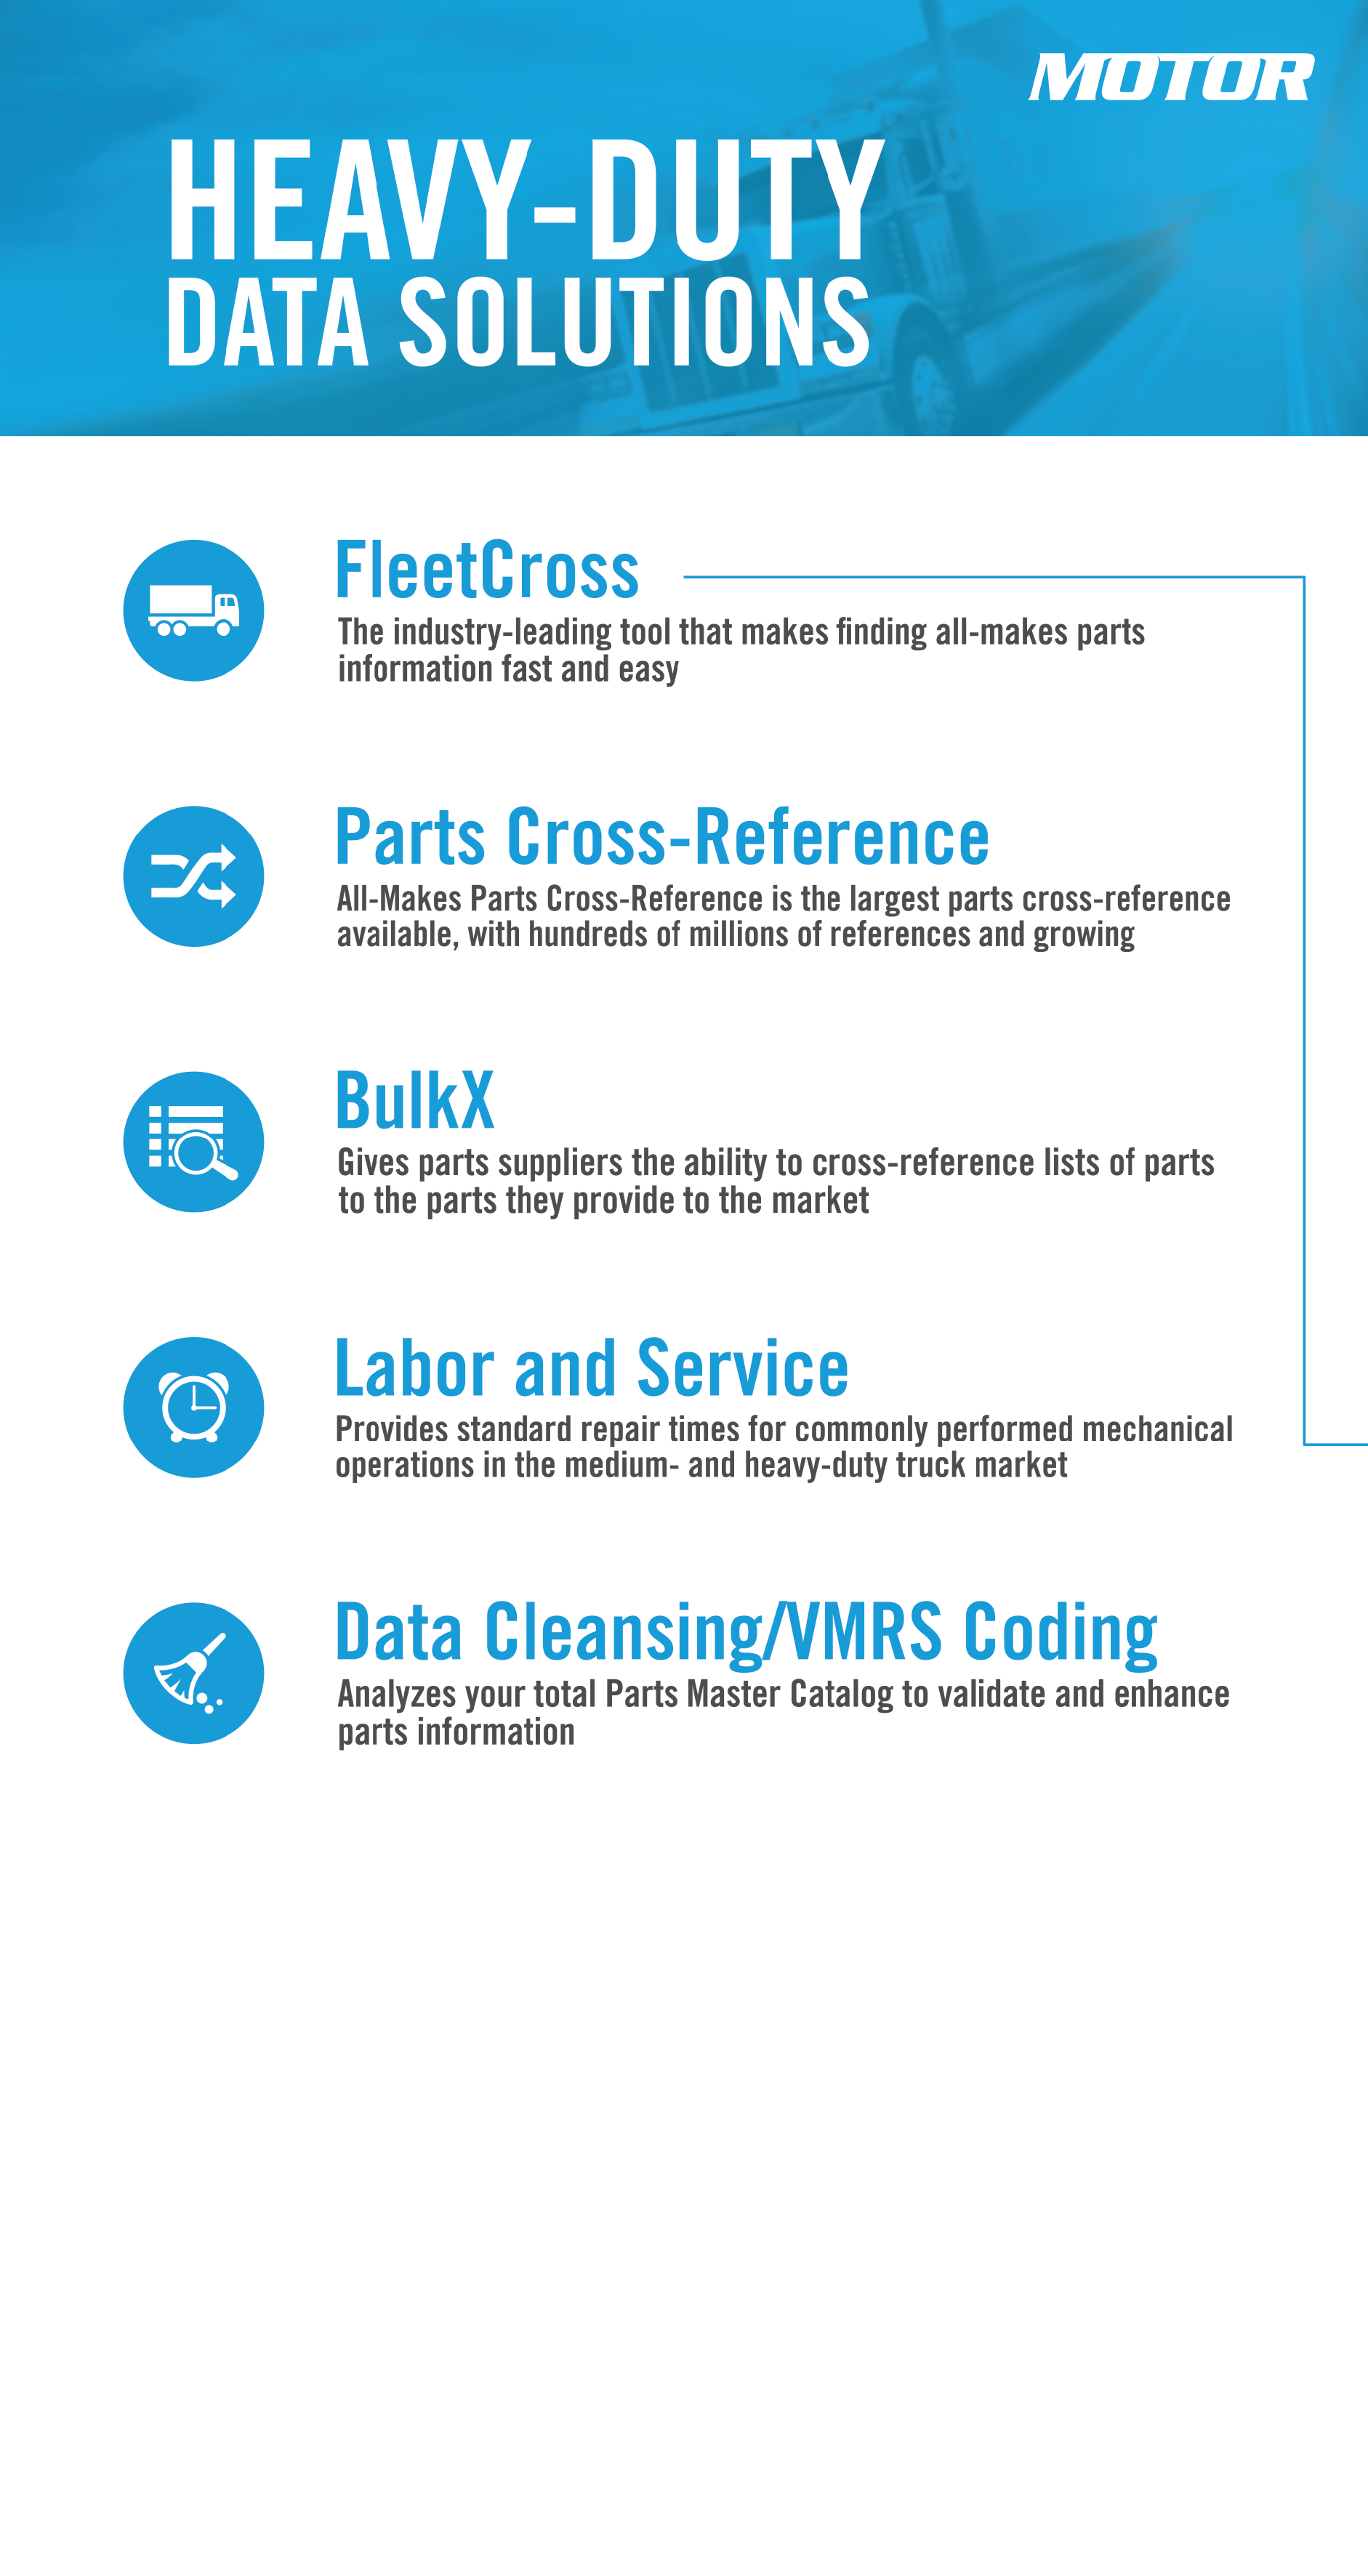 MOTOR
HEAVY-DUTY
DATA SOLUTIONS
FleetCross
The industry-leading tool that makes finding all-makes parts
information fast and easy
Parts Cross-Reference
All-Makes Parts Cross-Reference is the largest parts cross-reference
available, with hundreds of millions of references and growing
BulkX
Gives parts suppliers the ability to cross-reference lists of parts
to the parts they provide to the market
Labor and Service
Provides standard repair times for commonly performed mechanical
operations in the medium- and heavy-duty truck market
Data Cleansing/VMRS Coding
Analyzes your total Parts Master Catalog to validate and enhance
parts information